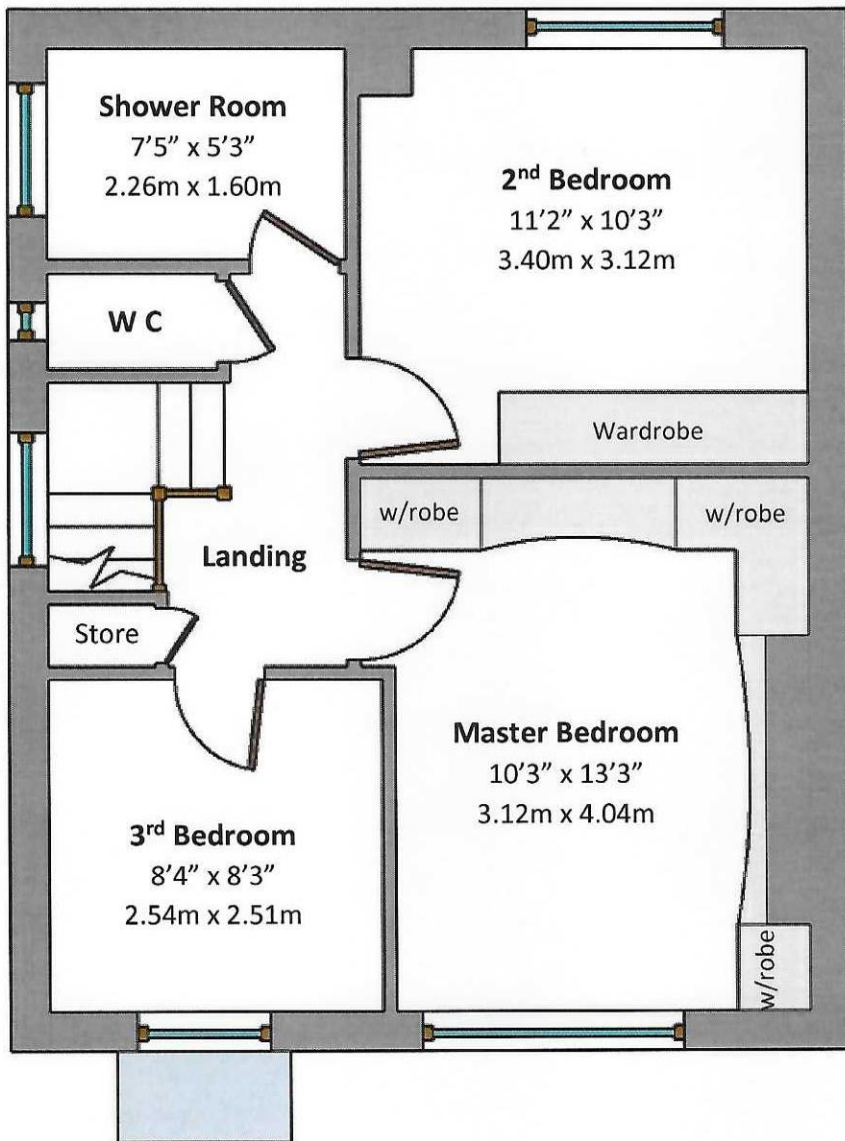 Shower Room
7’5” x 5’3”
2.26m x 1.60m
2nd Bedroom
11’2” x 10’3”
3.40m x 3.12m
W C
Wardrobe
w/robe
w/robe
Landing
Store
Master Bedroom
10’3” x 13’3”
3.12m x 4.04m
3rd Bedroom
8’4” x 8’3”
2.54m x 2.51m
w/robe